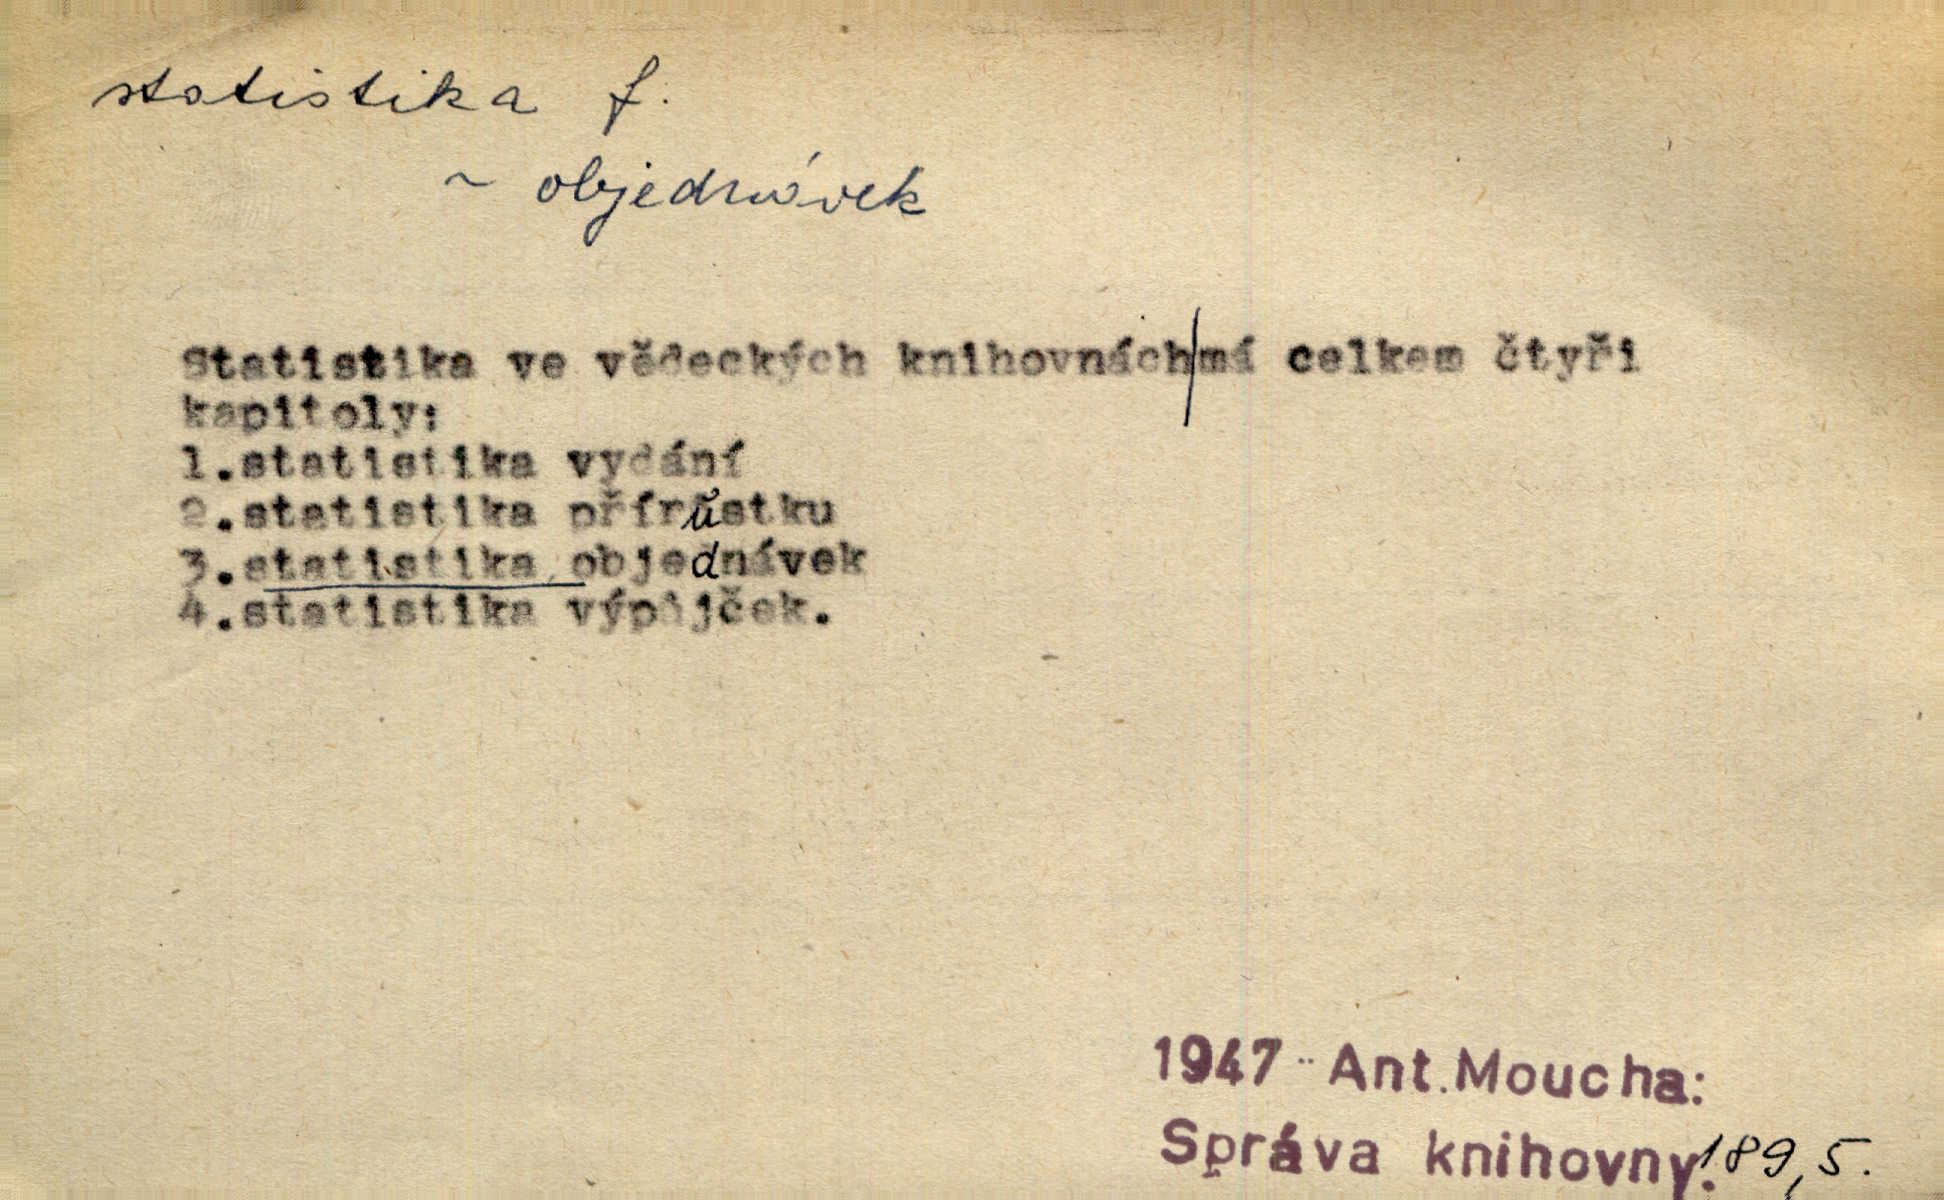 statistika f.
~ objednávek
Statistika ve vědeckých knihovnách|má celkem čtyři
kapitoly:
1.statistika vydání
2.statistika přírůstku
3.statistika objednávek
4.statistika výpůjček.
1947 Ant.Moucha:
Správa knihovny. 189,5.